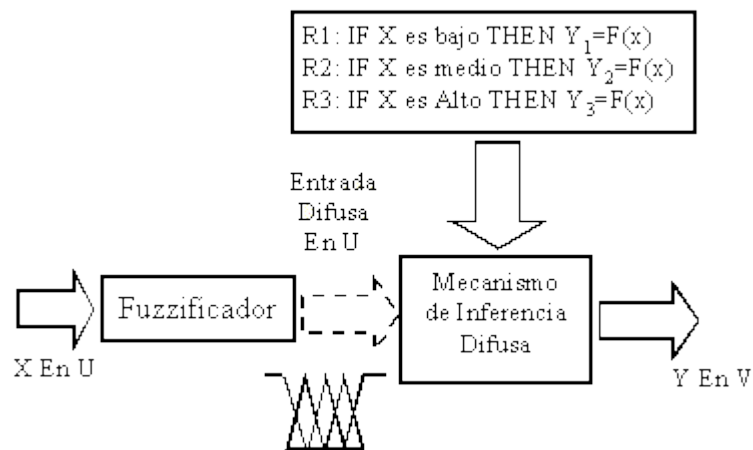 R1: IF X es bajo THEN Y1=F(x)
R2: IF X es medio THEN Y2=F(x)
R3: IF X es Alto THEN Y3=F(x)
Entrada
Difusa
En U
Fuzzificador
Mecanismo
de Inferencia
Difusa
X En U
Y En V